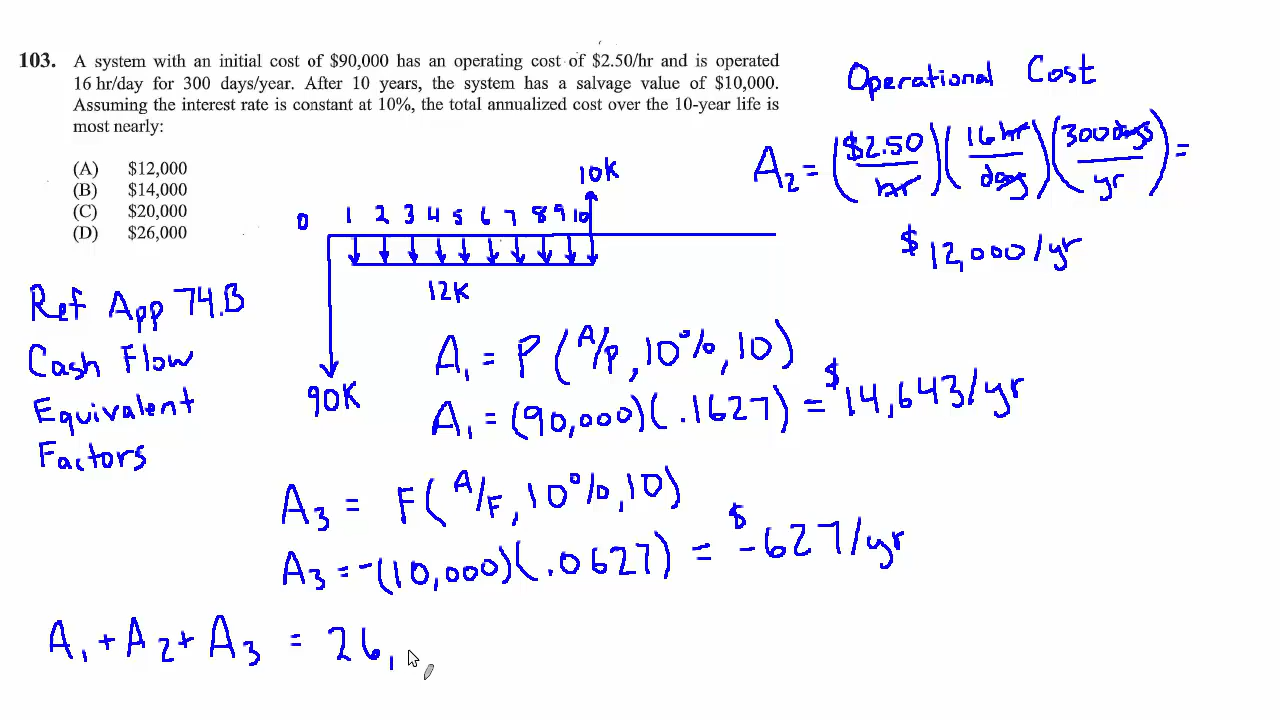 103. A system with an initial cost of $90,000 has an operating cost of $2.50/hr and is operated
16 hr/day for 300 days/year. After 10 years, the system has a salvage value of $10,000.
Assuming the interest rate is constant at 10%, the total annualized cost over the 10-year life is
most nearly:
(A) $12,000
(B) $14,000
(C) $20,000
(D) $26,000
Operational Cost
A₂ = ($2.50/hr)(16 hr/day)(300 days/yr) =
$12,000/yr
10K
0 1 2 3 4 5 6 7 8 9 10
12K
90K
Ref App 74.B
Cash Flow
Equivalent
Factors
A₁ = P(A/P, 10%, 10)
A₁ = (90,000)(.1627) = $14,643/yr
A₃ = F(A/F, 10%, 10)
A₃ = -(10,000)(.0627) = $-627/yr
A₁ + A₂ + A₃ = 26,